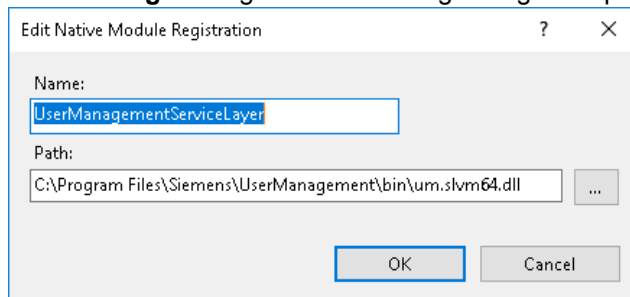 Edit Native Module Registration ? ×
Name:
UserManagementServiceLayer
Path:
C:\Program Files\Siemens\UserManagement\bin\um.slvm64.dll ...
OK Cancel